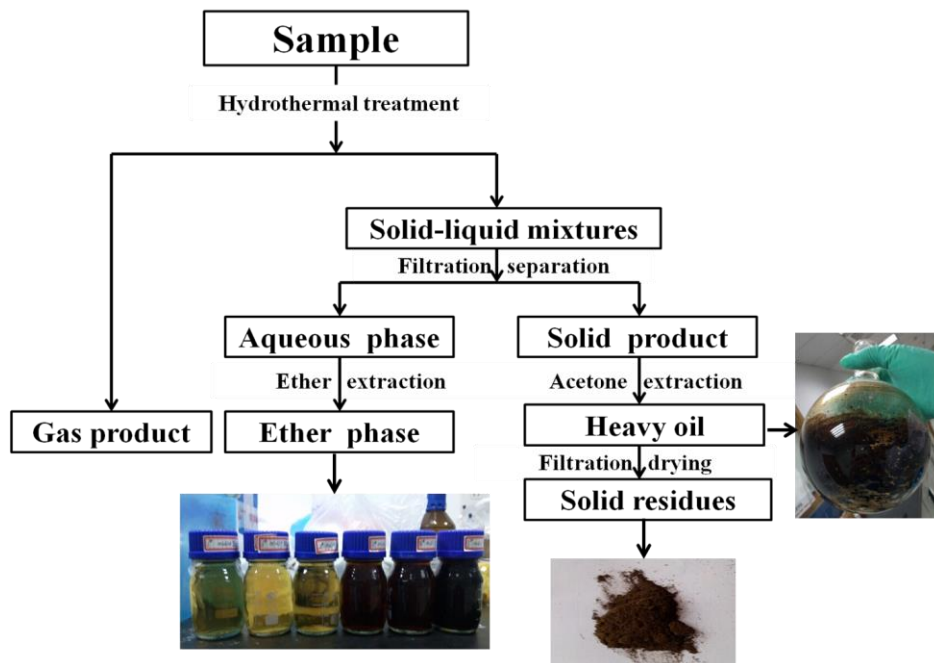 Sample
Hydrothermal treatment
Solid-liquid mixtures
Filtration separation
Aqueous phase
Solid product
Ether extraction
Acetone extraction
Gas product
Ether phase
Heavy oil
Filtration drying
Solid residues